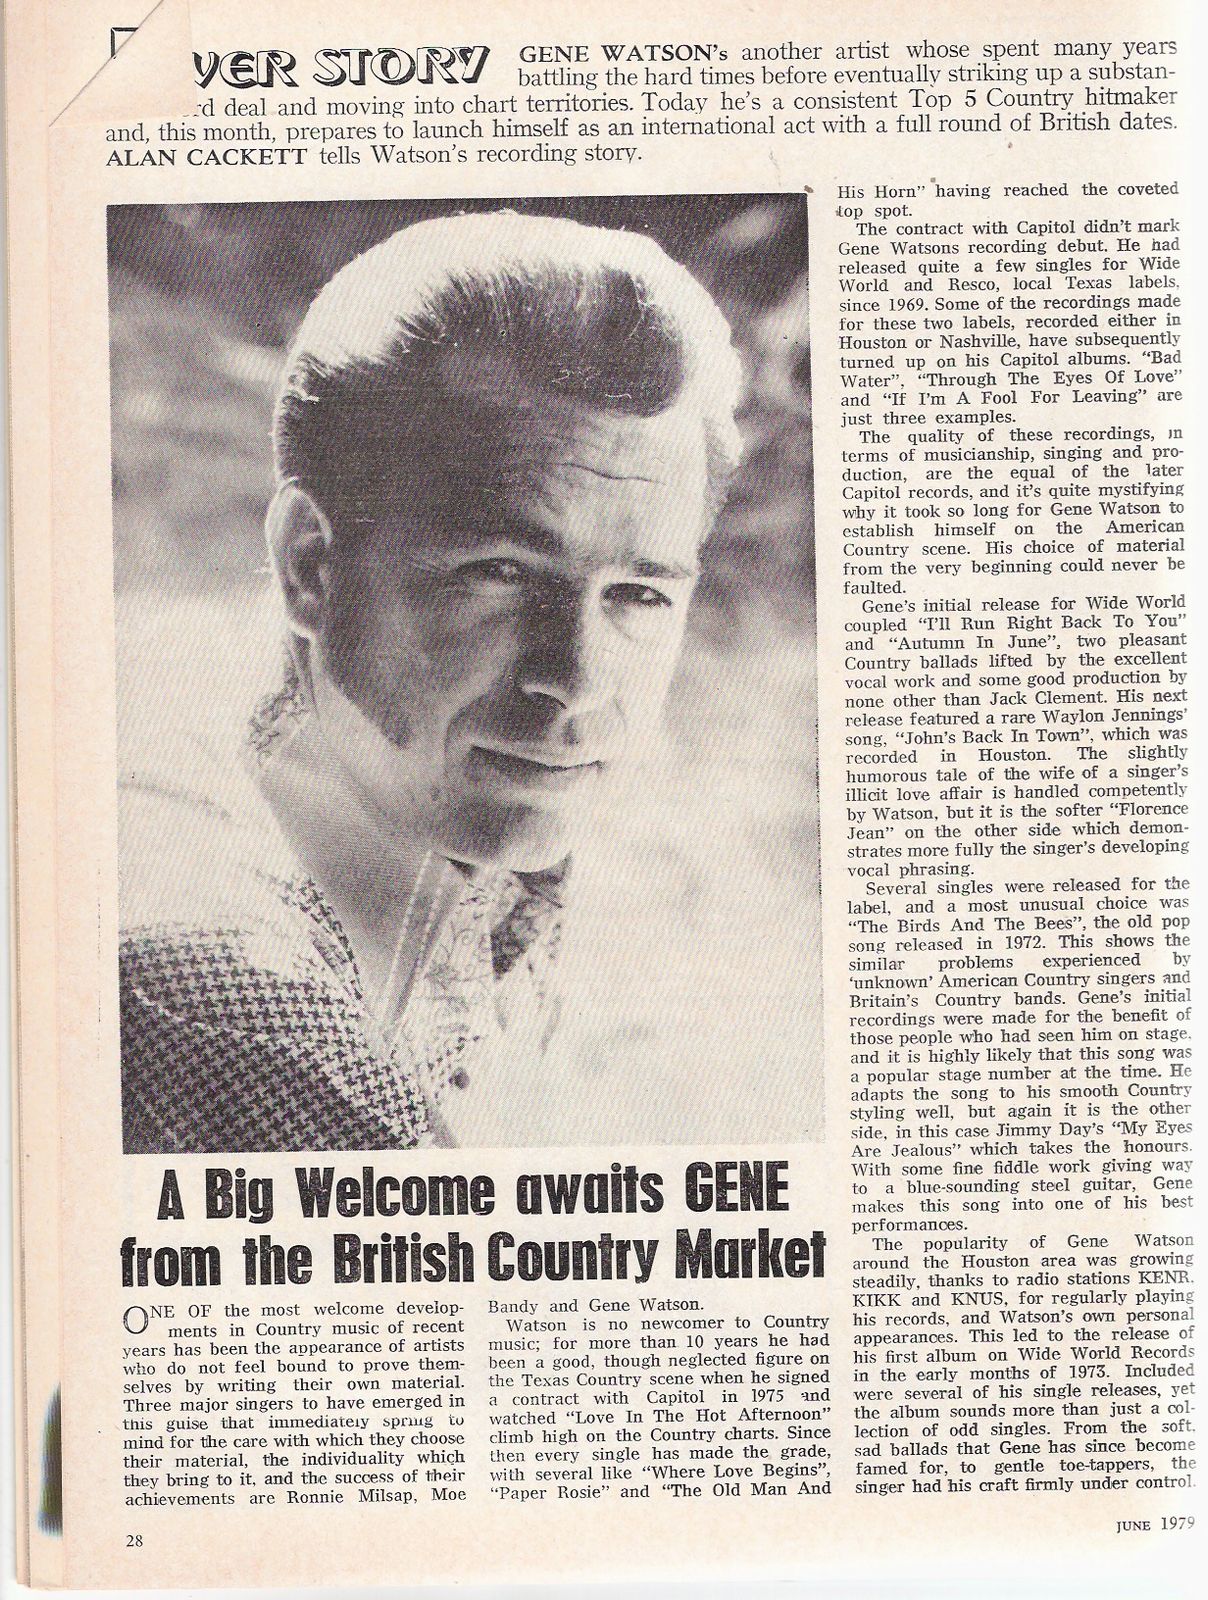 VER STORY
GENE WATSON's another artist whose spent many years
battling the hard times before eventually striking up a substan-
deal and moving into chart territories. Today he's a consistent Top 5 Country hitmaker
and, this month, prepares to launch himself as an international act with a full round of British dates.
ALAN CACKETT tells Watson's recording story.
A Big Welcome awaits GENE
from the British Country Market
ONE OF the most welcome develop-
ments in Country music of recent
years has been the appearance of artists
who do not feel bound to prove them-
selves by writing their own material.
Three major singers to have emerged in
this guise that immediately spring to
mind for the care with which they choose
their material, the individuality which
they bring to it, and the success of their
achievements are Ronnie Milsap, Moe
Bandy and Gene Watson.
Watson is no newcomer to Country
music; for more than 10 years he had
been a good, though neglected figure on
the Texas Country scene when he signed
a contract with Capitol in 1975 and
watched "Love In The Hot Afternoon"
climb high on the Country charts. Since
then every single has made the grade,
with several like "Where Love Begins",
"Paper Rosie" and "The Old Man And
His Horn" having reached the coveted
top spot.
The contract with Capitol didn't mark
Gene Watsons recording debut. He had
released quite a few singles for Wide
World and Resco, local Texas labels,
since 1969. Some of the recordings made
for these two labels, recorded either in
Houston or Nashville, have subsequently
turned up on his Capitol albums. "Bad
Water", "Through The Eyes Of Love"
and "If I'm A Fool For Leaving" are
just three examples.
The quality of these recordings, in
terms of musicianship, singing and pro-
duction, are the equal of the later
Capitol records, and it's quite mystifying
why it took so long for Gene Watson to
establish himself on the American
Country scene. His choice of material
from the very beginning could never be
faulted.
Gene's initial release for Wide World
coupled "I'll Run Right Back To You"
and "Autumn In June", two pleasant
Country ballads lifted by the excellent
vocal work and some good production by
none other than Jack Clement. His next
release featured a rare Waylon Jennings'
song, "John's Back In Town", which was
recorded in Houston. The slightly
humorous tale of the wife of a singer's
illicit love affair is handled competently
by Watson, but it is the softer "Florence
Jean" on the other side which demon-
strates more fully the singer's developing
vocal phrasing.
Several singles were released for the
label, and a most unusual choice was
"The Birds And The Bees", the old pop
song released in 1972. This shows the
similar problems experienced by
'unknown' American Country singers and
Britain's Country bands. Gene's initial
recordings were made for the benefit of
those people who had seen him on stage,
and it is highly likely that this song was
a popular stage number at the time. He
adapts the song to his smooth Country
styling well, but again it is the other
side, in this case Jimmy Day's "My Eyes
Are Jealous" which takes the honours.
With some fine fiddle work giving way
to a blue-sounding steel guitar, Gene
makes this song into one of his best
performances.
The popularity of Gene Watson
around the Houston area was growing
steadily, thanks to radio stations KENR,
KIKK and KNUS, for regularly playing
his records, and Watson's own personal
appearances. This led to the release of
his first album on Wide World Records
in the early months of 1973. Included
were several of his single releases, yet
the album sounds more than just a col-
lection of odd singles. From the soft,
sad ballads that Gene has since become
famed for, to gentle toe-tappers, the
singer had his craft firmly under control.
28
JUNE 1979